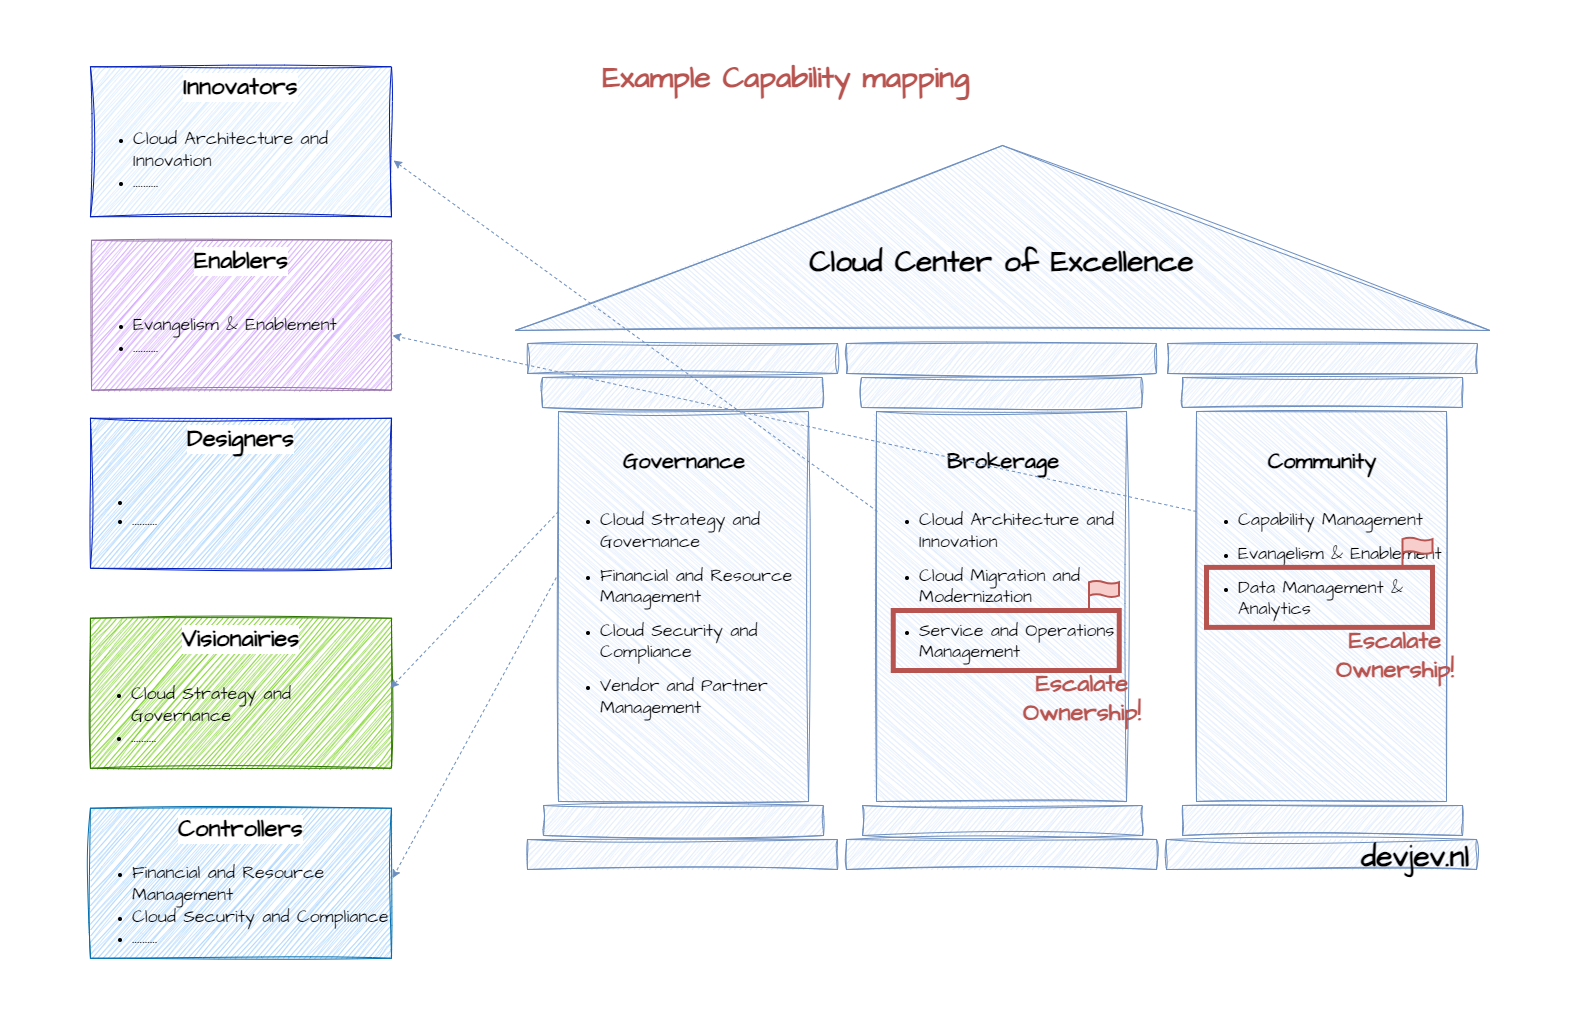 Example Capability mapping
Innovators
• Cloud Architecture and
Innovation
• ..........
Enablers
• Evangelism & Enablement
• ..........
Designers
•
• ..........
Visionairies
• Cloud Strategy and
Governance
• ..........
Controllers
• Financial and Resource
Management
• Cloud Security and Compliance
• ..........
Cloud Center of Excellence
Governance
• Cloud Strategy and
Governance
• Financial and Resource
Management
• Cloud Security and
Compliance
• Vendor and Partner
Management
Brokerage
• Cloud Architecture and
Innovation
• Cloud Migration and
Modernization
• Service and Operations
Management
Escalate
Ownership!
Community
• Capability Management
• Evangelism & Enablement
• Data Management &
Analytics
Escalate
Ownership!
devjev.nl